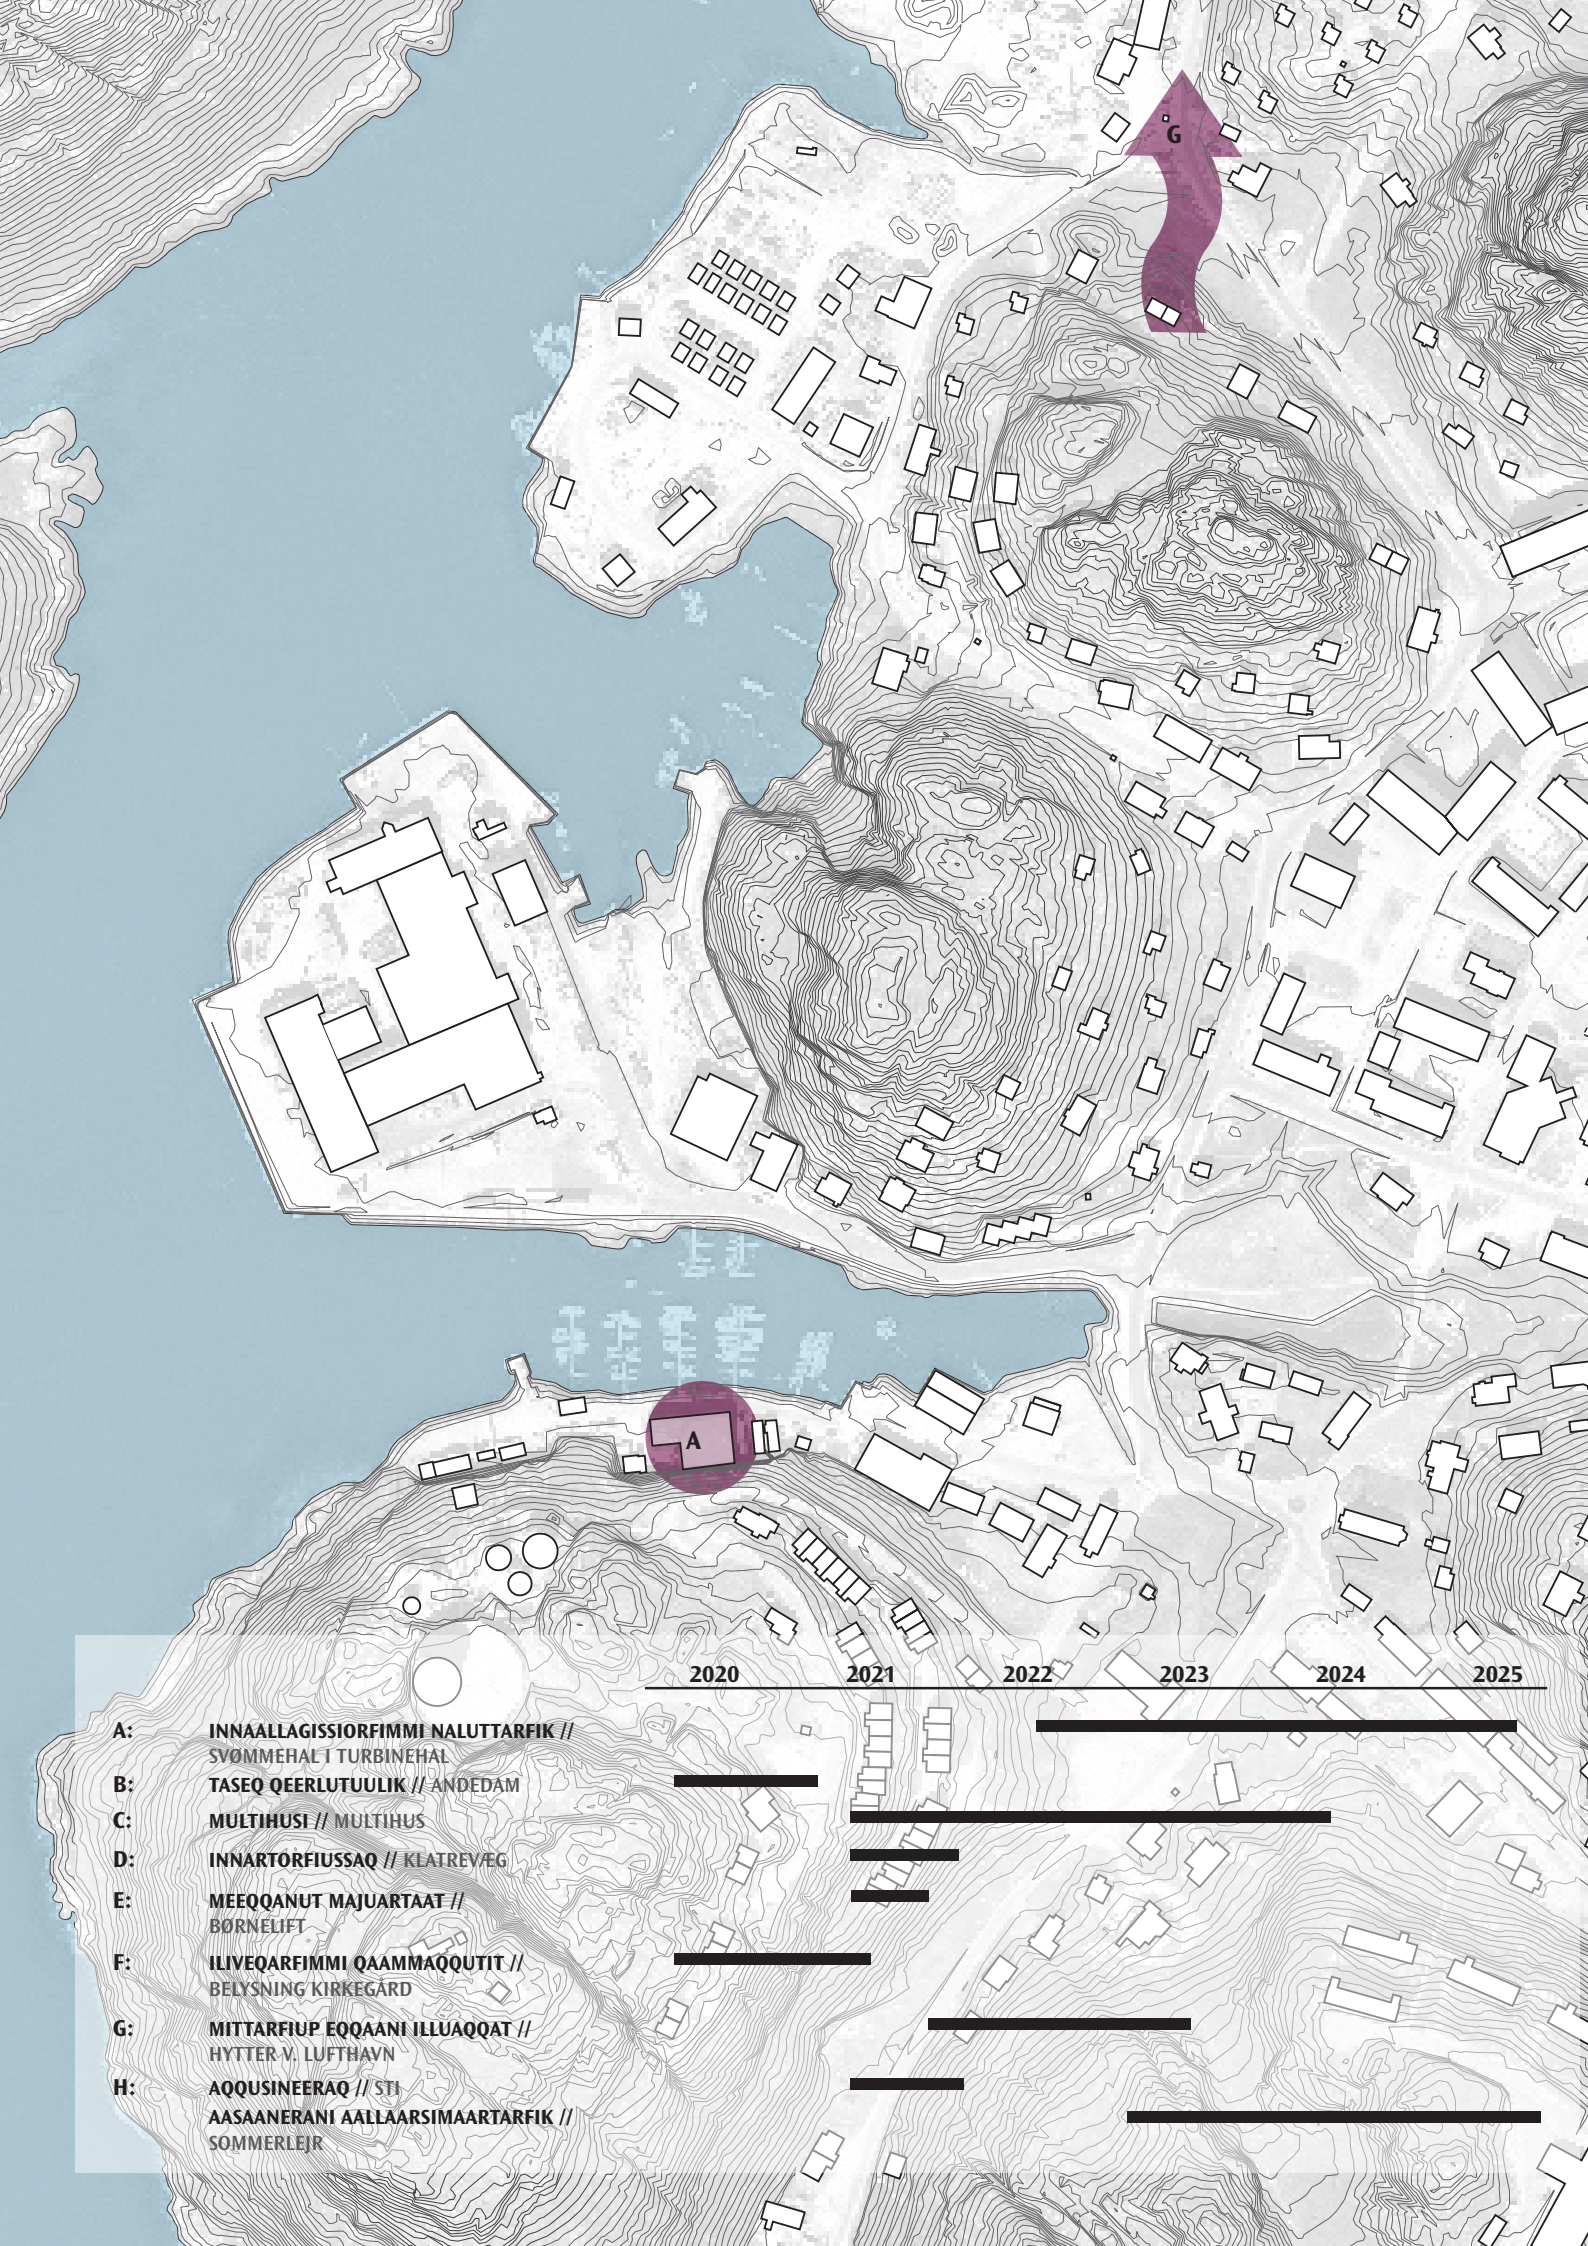 G
A
2020 2021 2022 2023 2024 2025
A: INNAALLAGISSIORFIMMI NALUTTARFIK //
SVØMMEHAL I TURBINEHAL
B: TASEQ QEERLUTUULIK // ANDEDAM
C: MULTIHUSI // MULTIHUS
D: INNARTORFIUSSAQ // KLATREVÆG
E: MEEQQANUT MAJUARTAAT //
BØRNELIFT
F: ILIVEQARFIMMI QAAMMAQQUTIT //
BELYSNING KIRKEGÅRD
G: MITTARFIUP EQQAANI ILLUAQQAT //
HYTTER V. LUFTHAVN
H: AQQUSINEERAQ // STI
AASAANERANI AALLAARSIMAARTARFIK //
SOMMERLEJR